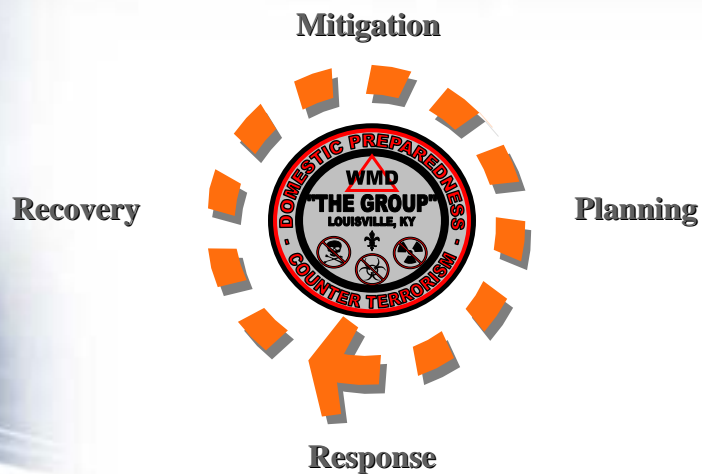 Mitigation
DOMESTIC PREPAREDNESS
WMD
"THE GROUP"
LOUISVILLE, KY
- COUNTER TERRORISM -
Recovery
Planning
Response